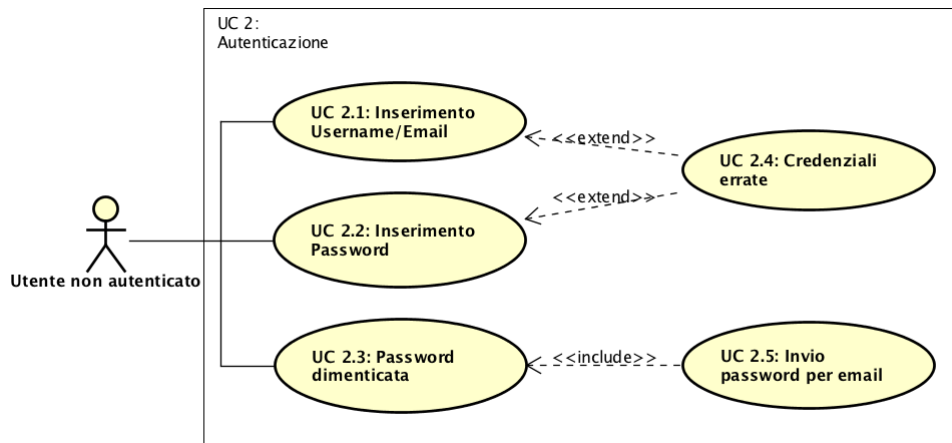 UC 2:
Autenticazione
UC 2.1: Inserimento
Username/Email
<<extend>>
UC 2.4: Credenziali
errate
<<extend>>
UC 2.2: Inserimento
Password
Utente non autenticato
UC 2.3: Password
dimenticata
<<include>>
UC 2.5: Invio
password per email